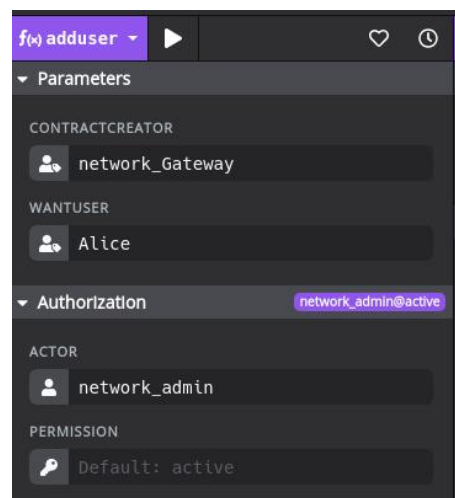 f(x) adduser
Parameters
CONTRACTCREATOR
network_Gateway
WANTUSER
Alice
Authorization network_admin@active
ACTOR
network_admin
PERMISSION
Default: active